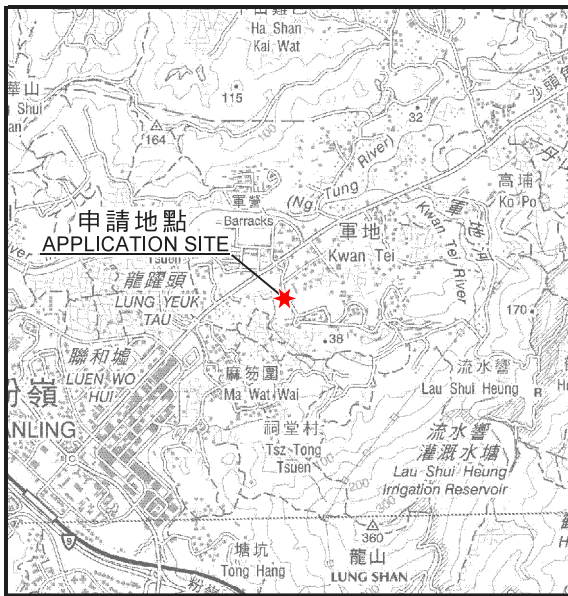 Ha Shan
Kai Wat
華山
Shui
115
100
32
164
沙頭角
軍營
Barracks
(Ng Tung River)
高埔
Ko Po
申請地點
APPLICATION SITE
軍地
Kwan Tei
軍地河
Kwan Tei River
Tsuen
龍躍頭
LUNG YEUK
TAU
170
38
聯和墟
LUEN WO
HUI
麻笏圍
Ma Wat Wai
流水響
Lau Shui Heung
粉嶺
ANLING
祠堂村
Tsz Tong
Tsuen
流水響
灌溉水塘
Lau Shui Heung
Irrigation Reservoir
200
300
9
360
塘坑
Tong Hang
龍山
LUNG SHAN